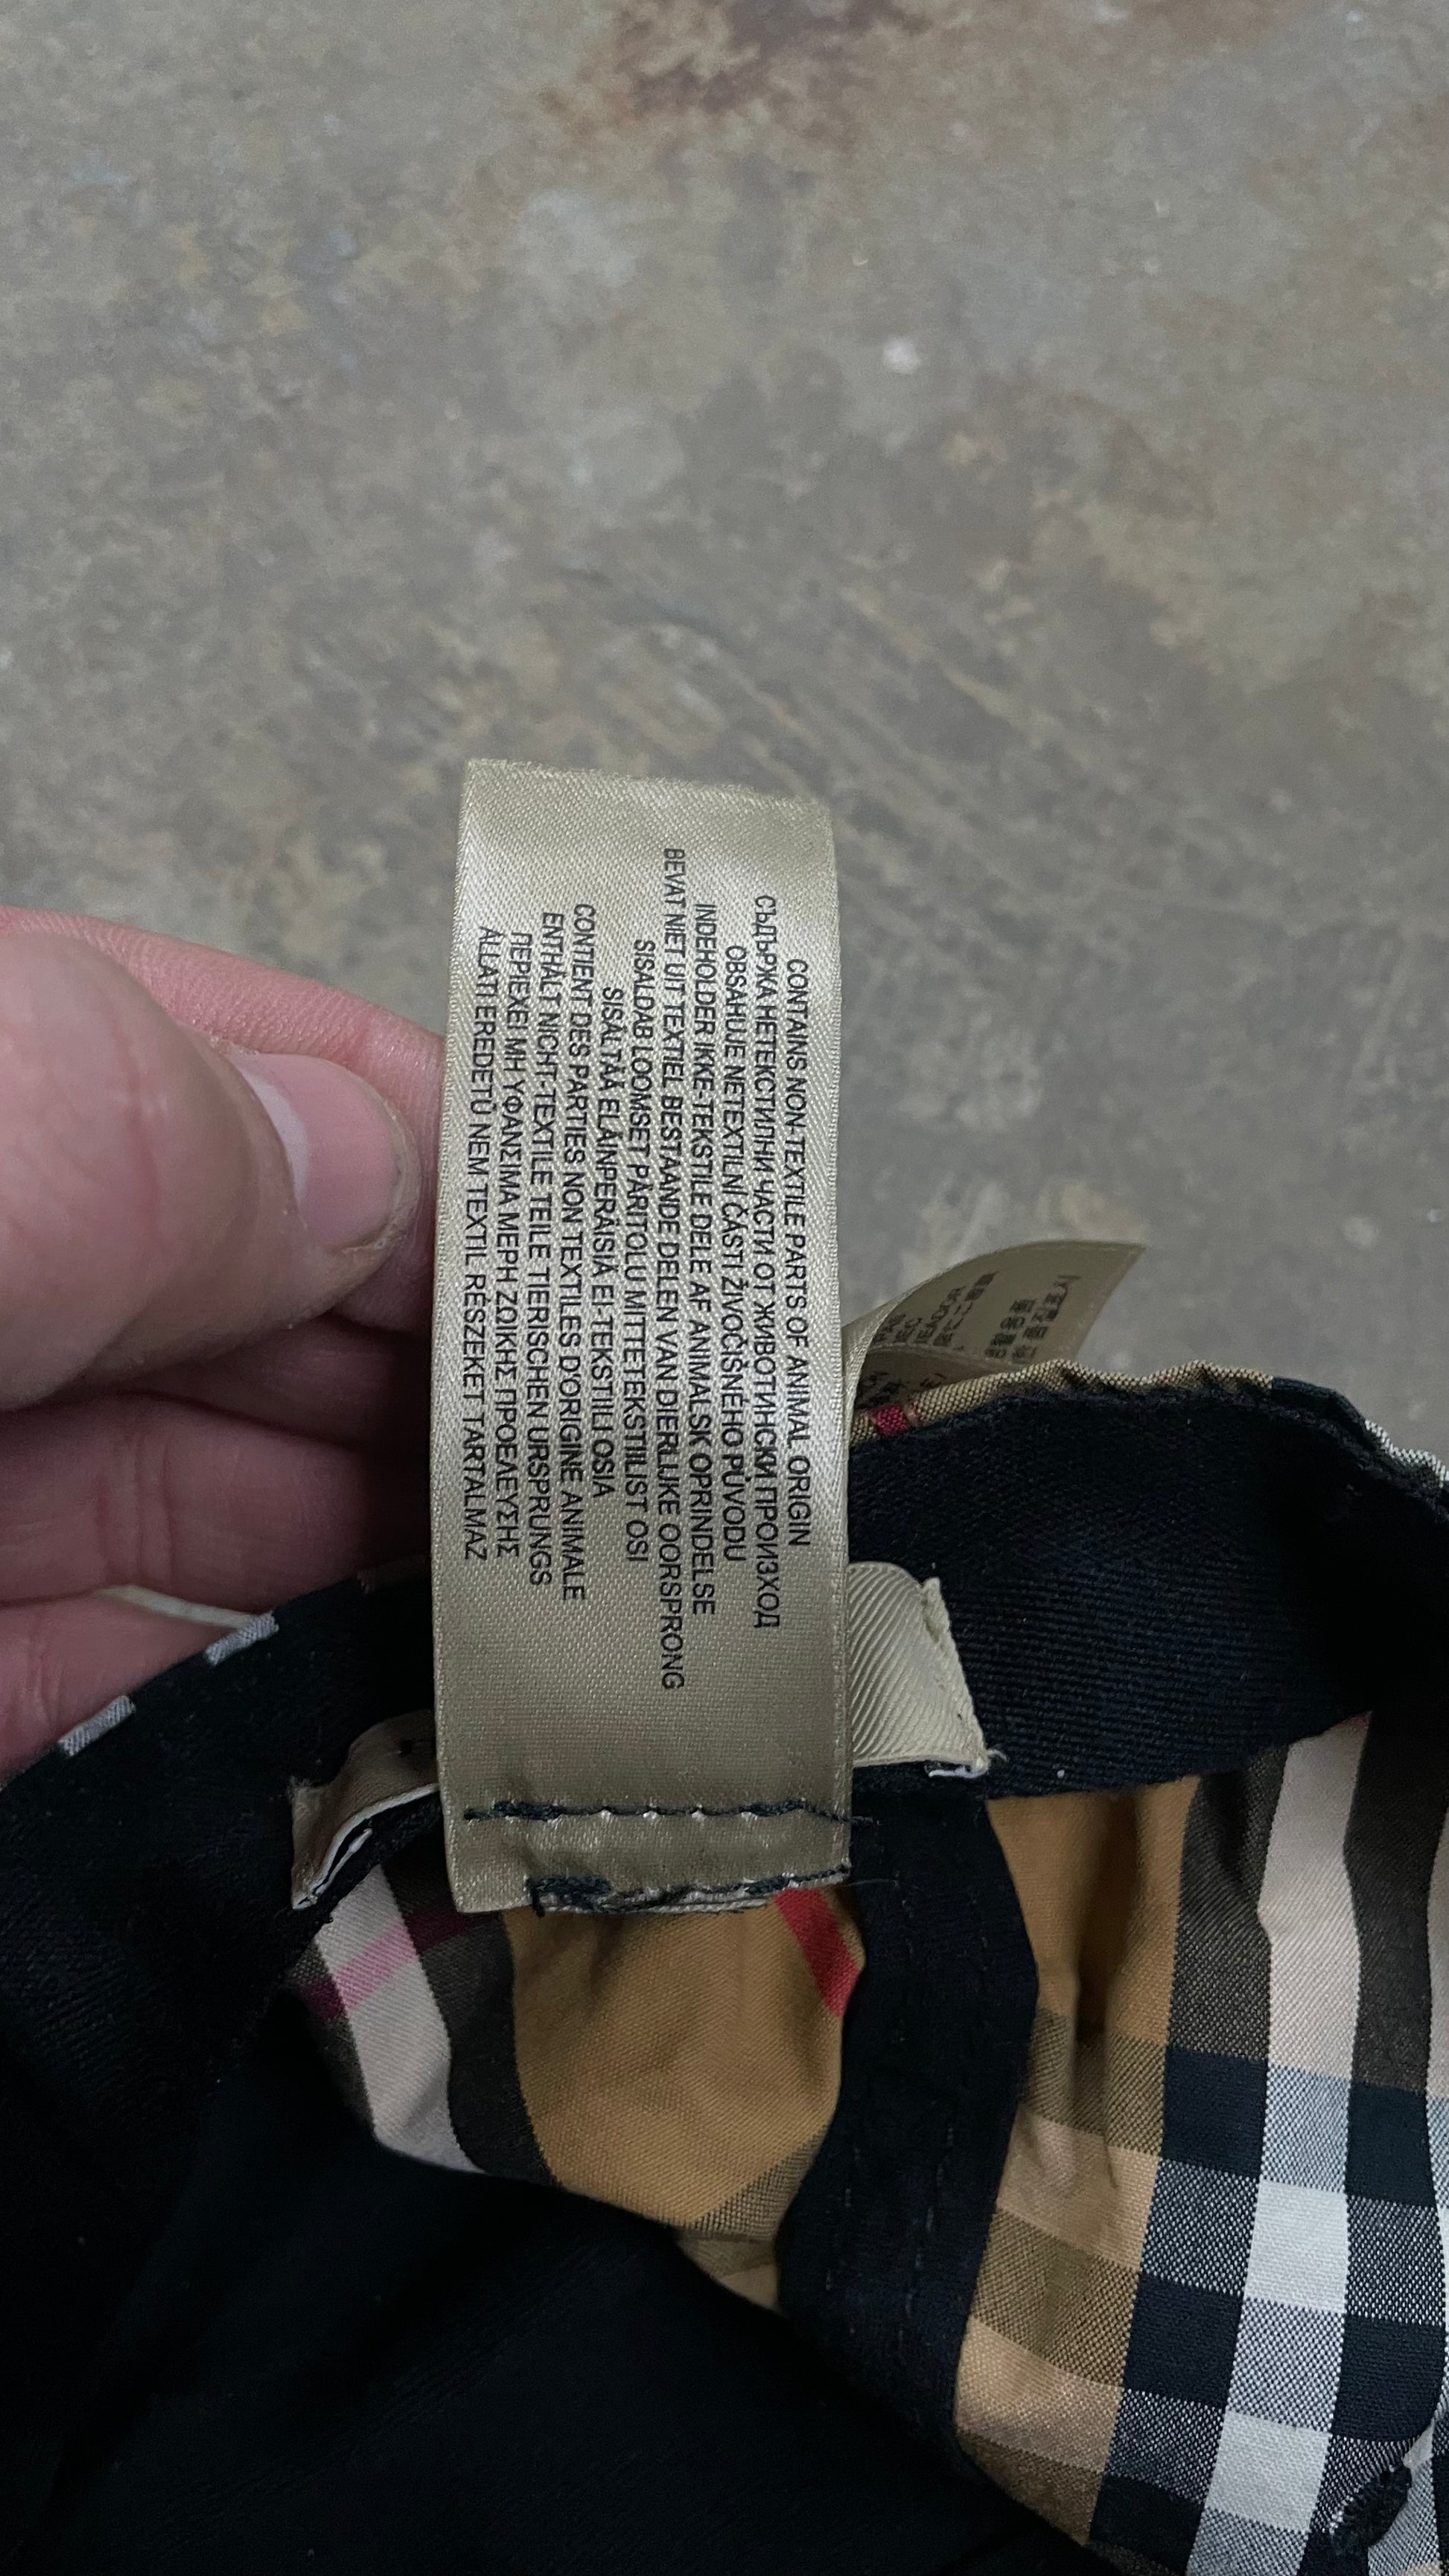 CONTAINS NON-TEXTILE PARTS OF ANIMAL ORIGIN
СЪДЪРЖА НЕТЕКСТИЛНИ ЧАСТИ ОТ ЖИВОТИНСКИ ПРОИЗХОД
OBSAHUJE NETEXTILNÍ ČÁSTI ŽIVOČIŠNÉHO PŮVODU
INDEHOLDER IKKE-TEKSTILE DELE AF ANIMALSK OPRINDELSE
BEVAT NIET UIT TEXTIEL BESTAANDE DELEN VAN DIERLIJKE OORSPRONG
SISALDAB LOOMSET PÄRITOLU MITTETEKSTIILIST OSI
SISÄLTÄÄ ELÄINPERÄISIÄ EI-TEKSTIILI OSIA
CONTIENT DES PARTIES NON TEXTILES D'ORIGINE ANIMALE
ENTHÄLT NICHT-TEXTILE TEILE TIERISCHEN URSPRUNGS
ΠΕΡΙΕΧΕΙ ΜΗ ΥΦΑΝΣΙΜΑ ΜΕΡΗ ΖΩΙΚΗΣ ΠΡΟΕΛΕΥΣΗΣ
ÁLLATI EREDETŰ NEM TEXTIL RÉSZEKET TARTALMAZ